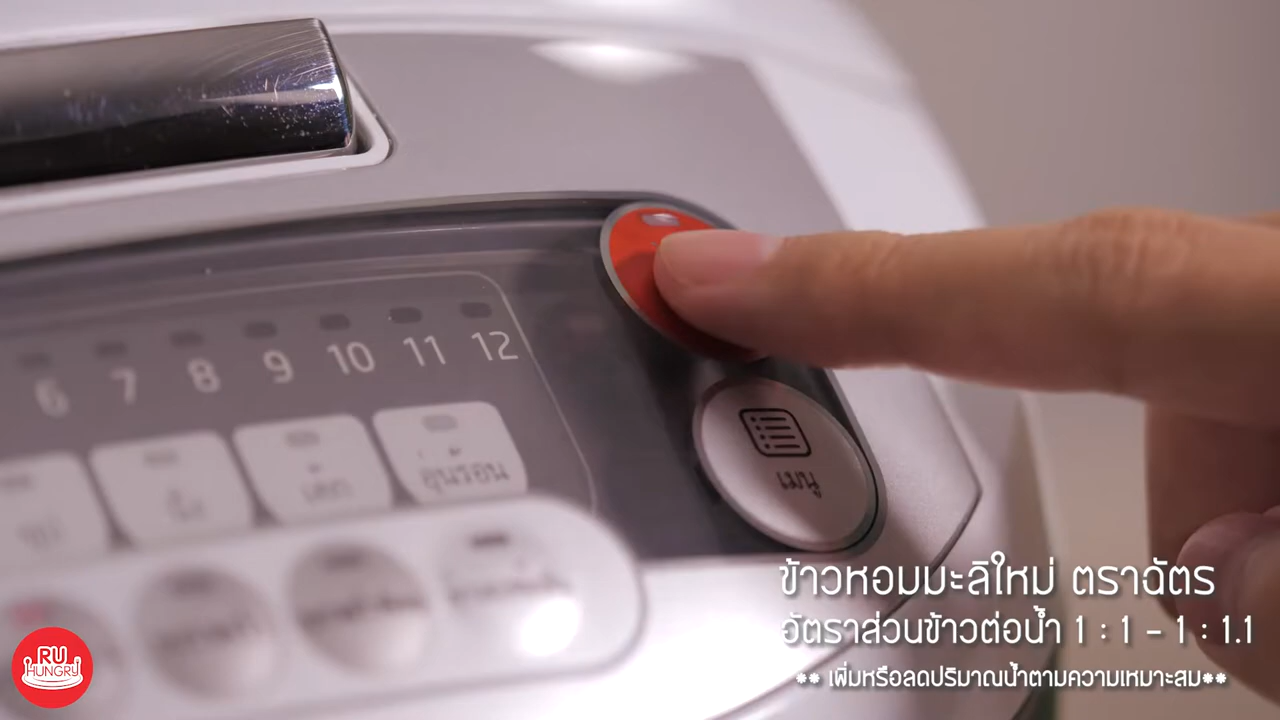 6 7 8 9 10 11 12
อุ่นร้อน
เมนู
ข้าวหอมมะลิใหม่ ตราฉัตร
อัตราส่วนข้าวต่อน้ำ 1 : 1 - 1 : 1.1
** เพิ่มหรือลดปริมาณน้ำตามความเหมาะสม**
RU
HUNGRY